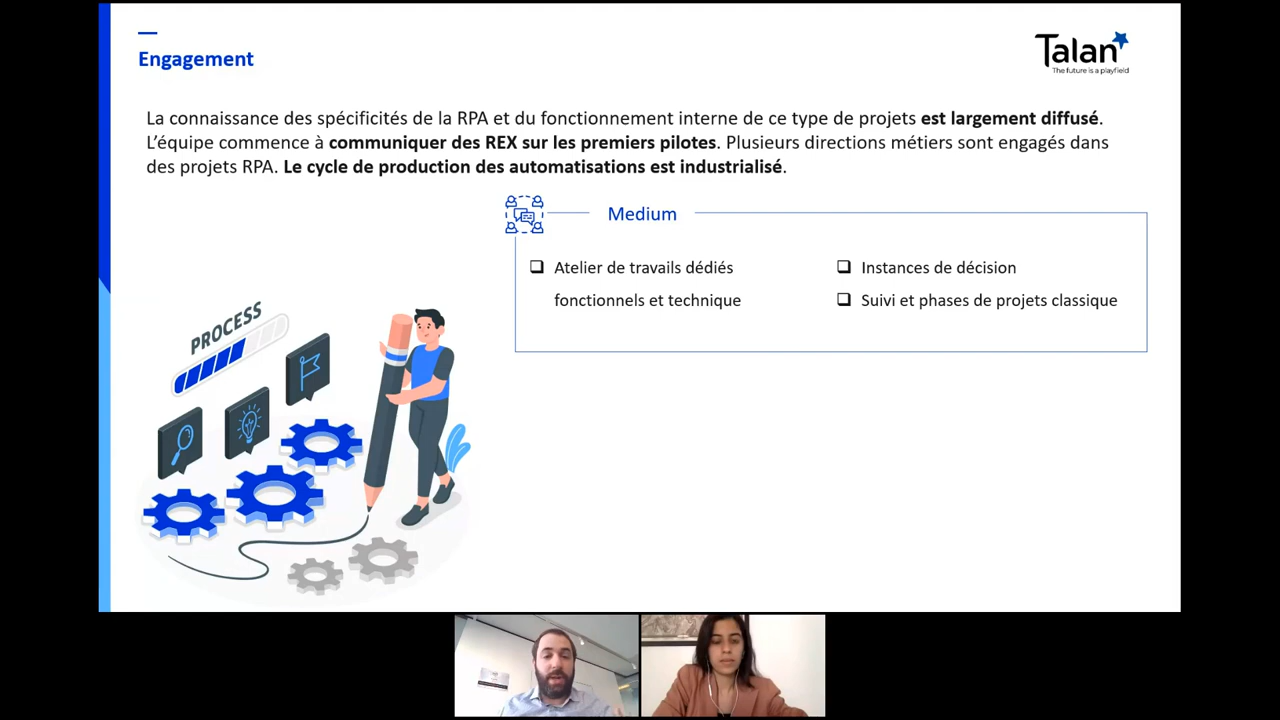 Engagement
Talan
The future is a playfield
La connaissance des spécificités de la RPA et du fonctionnement interne de ce type de projets est largement diffusé.
L'équipe commence à communiquer des REX sur les premiers pilotes. Plusieurs directions métiers sont engagés dans
des projets RPA. Le cycle de production des automatisations est industrialisé.
Medium
❑ Atelier de travails dédiés
fonctionnels et technique
❑ Instances de décision
❑ Suivi et phases de projets classique
PROCESS